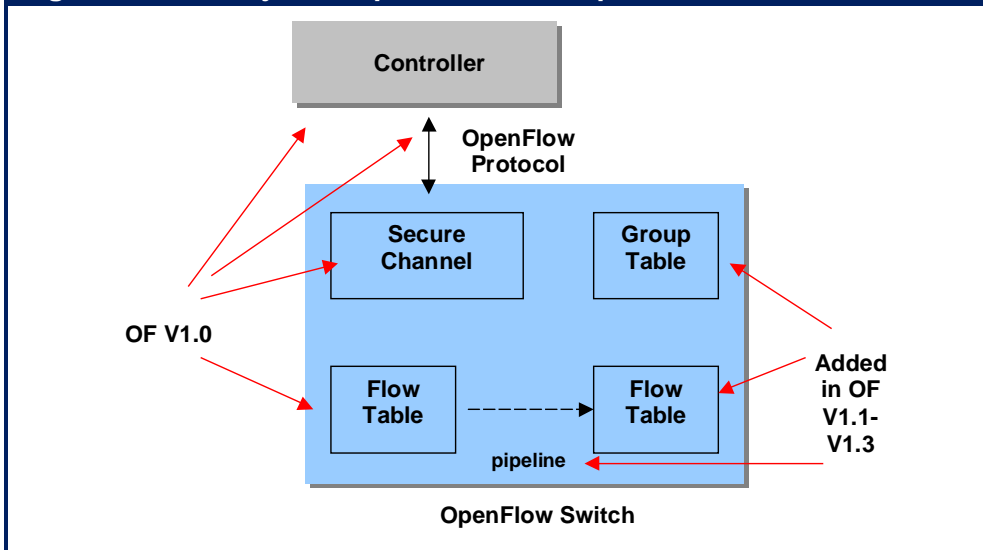 Controller
OpenFlow
Protocol
Secure
Channel
Group
Table
OF V1.0
Flow
Table
Flow
Table
Added
in OF
V1.1-
V1.3
pipeline
OpenFlow Switch